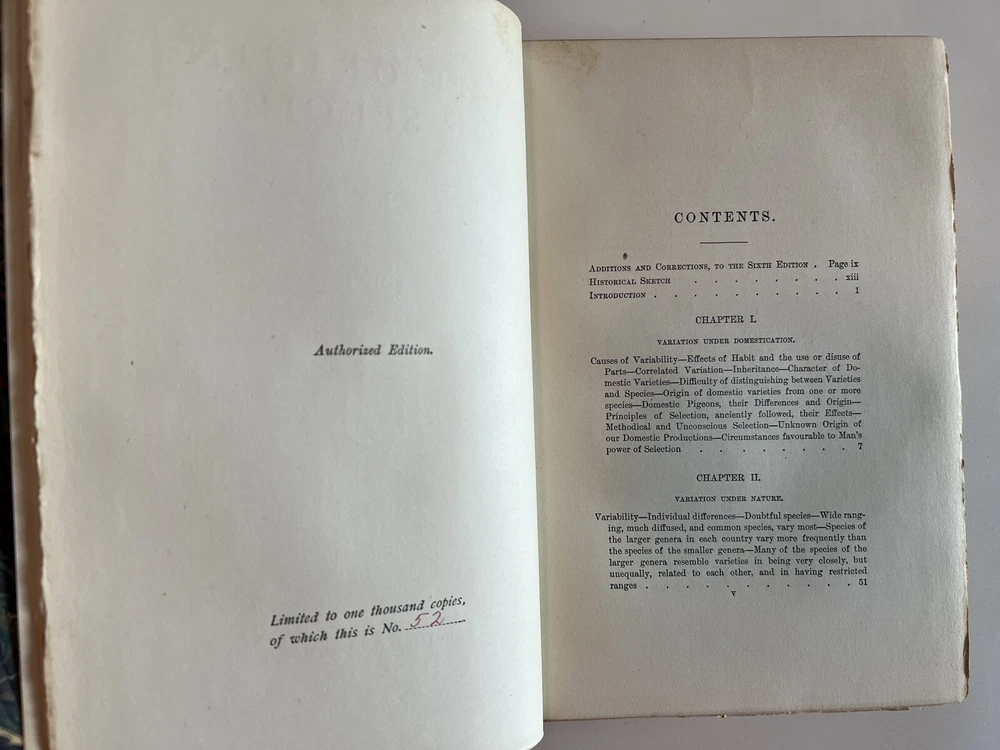 Authorized Edition.
Limited to one thousand copies,
of which this is No. 52
CONTENTS.
ADDITIONS AND CORRECTIONS, TO THE SIXTH EDITION . Page ix
HISTORICAL SKETCH . . . . . . . . xiii
INTRODUCTION . . . . . . . . . . 1
CHAPTER I.
VARIATION UNDER DOMESTICATION.
Causes of Variability—Effects of Habit and the use or disuse of
Parts—Correlated Variation—Inheritance—Character of Do-
mestic Varieties—Difficulty of distinguishing between Varieties
and Species—Origin of domestic varieties from one or more
species—Domestic Pigeons, their Differences and Origin—
Principles of Selection, anciently followed, their Effects—
Methodical and Unconscious Selection—Unknown Origin of
our Domestic Productions—Circumstances favourable to Man's
power of Selection . . . . . . . . 7
CHAPTER II.
VARIATION UNDER NATURE.
Variability—Individual differences—Doubtful species—Wide rang-
ing, much diffused, and common species, vary most—Species
of the larger genera in each country vary more frequently than
the species of the smaller genera—Many of the species of the
larger genera resemble varieties in being very closely, but
unequally, related to each other, and in having restricted
ranges . . . . . . . . . . . 51
v